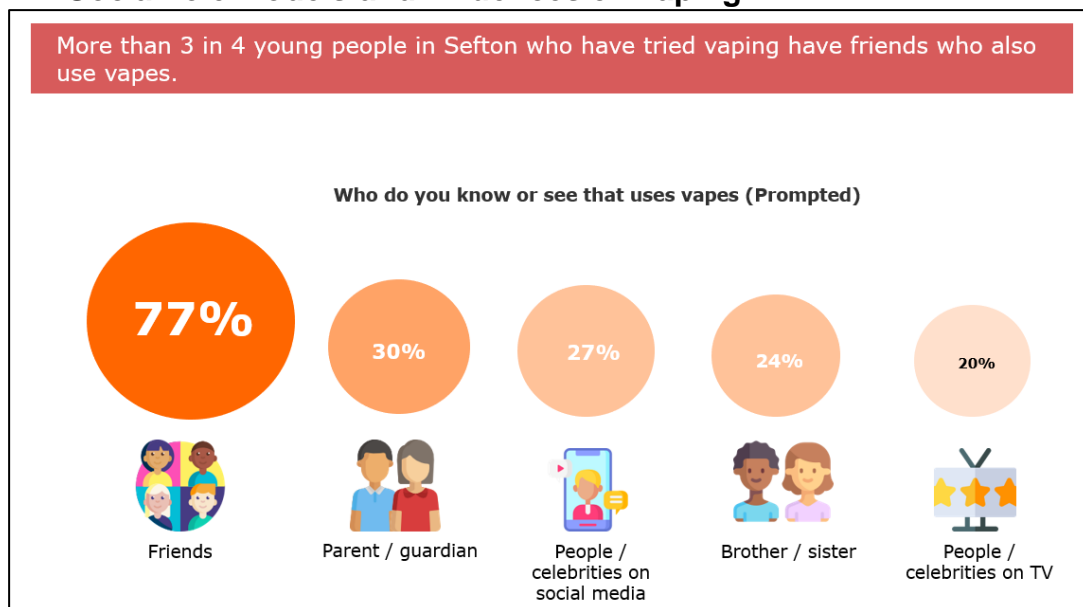 More than 3 in 4 young people in Sefton who have tried vaping have friends who also
use vapes.
Who do you know or see that uses vapes (Prompted)
77%
30%
27%
24%
20%
Friends
Parent / guardian
People /
celebrities on
social media
Brother / sister
People /
celebrities on TV